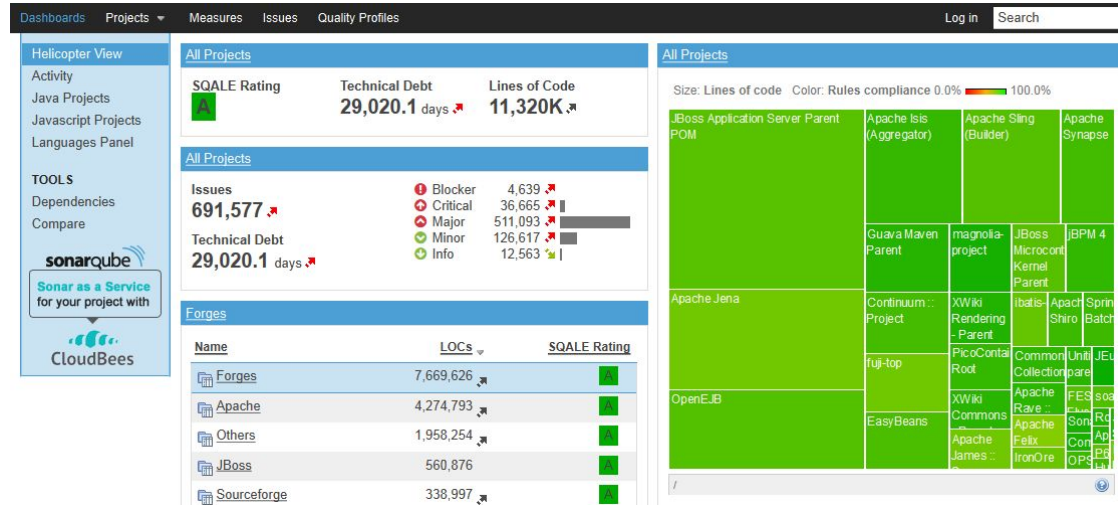 Dashboards Projects Measures Issues Quality Profiles Log in Search
Helicopter View
Activity
Java Projects
Javascript Projects
Languages Panel
TOOLS
Dependencies
Compare
sonarqube
Sonar as a Service
for your project with
CloudBees
All Projects
SQALE Rating Technical Debt Lines of Code
A 29,020.1 days 11,320K
All Projects
Issues
691,577
Technical Debt
29,020.1 days
Blocker 4,639
Critical 36,665
Major 511,093
Minor 126,617
Info 12,563
Forges
Name LOCs SQALE Rating
Forges 7,669,626 A
Apache 4,274,793 A
Others 1,958,254 A
JBoss 560,876 A
Sourceforge 338,997 A
All Projects
Size: Lines of code Color: Rules compliance 0.0% 100.0%
JBoss Application Server Parent
POM
Apache Jena
OpenEJB
Apache Isis
(Aggregator)
Apache Sling
(Builder)
Apache
Synapse
Guava Maven
Parent
magnolia-
project
JBoss
Microcont
Kernel
Parent
jBPM 4
Continuum ::
Project
fuji-top
EasyBeans
XWiki
Rendering
- Parent
PicoContai
Root
XWiki
Commons
Apache
James ::
ibatis-
Apach
Shiro
Sprin
Batch
Common
Collection
Uniti
pare
JEu
Apache
Rave ::
Apache
Felix
IronOre
FES
soa
Son
Com
OPS
Ap
P6
/